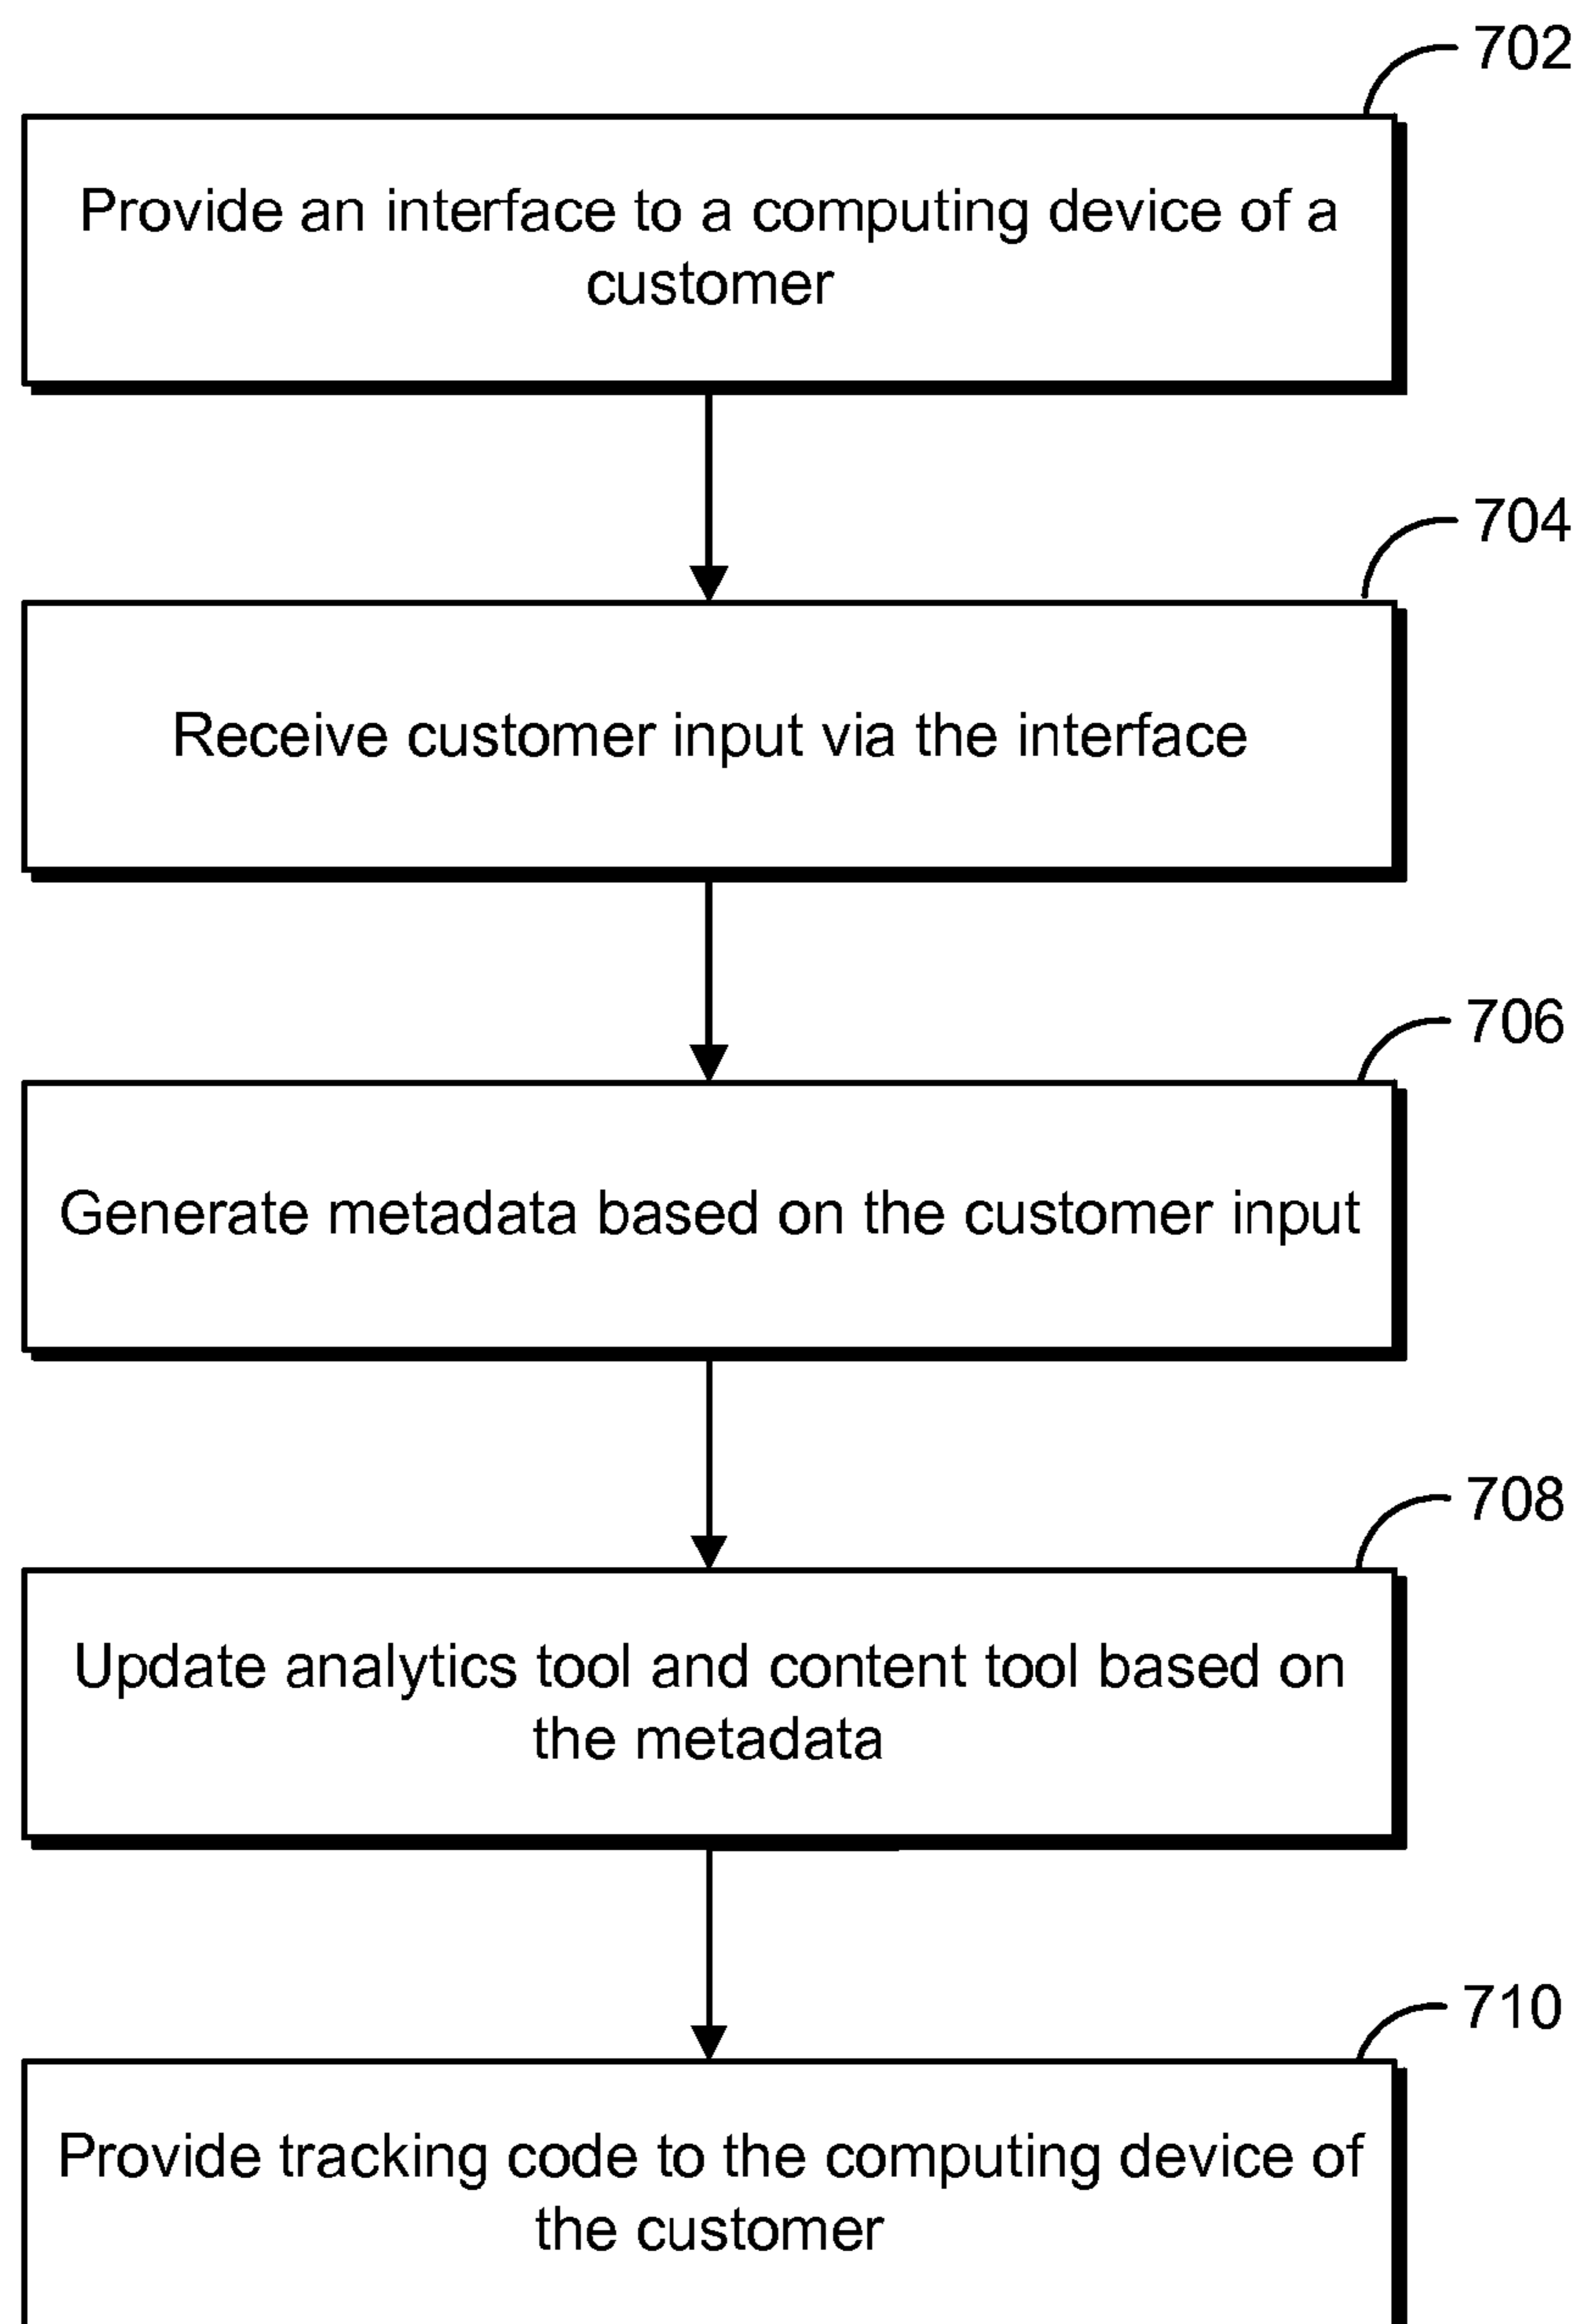 702
Provide an interface to a computing device of a
customer
704
Receive customer input via the interface
706
Generate metadata based on the customer input
708
Update analytics tool and content tool based on
the metadata
710
Provide tracking code to the computing device of
the customer